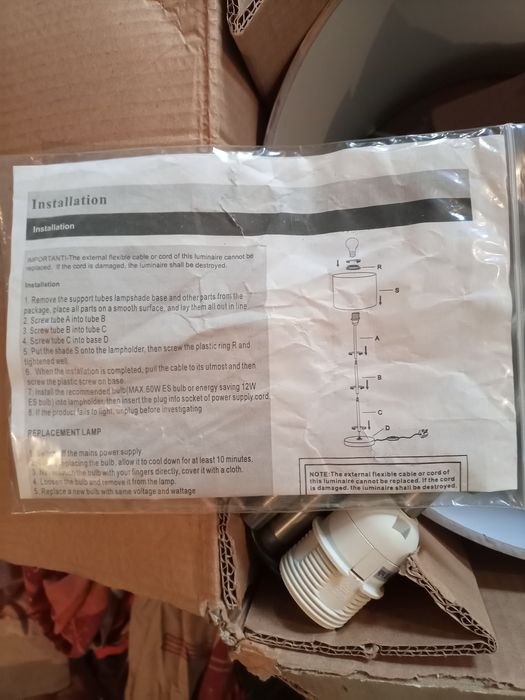 Installation
Installation
IMPORTANT!-The external flexible cable or cord of this luminaire cannot be
replaced. If the cord is damaged, the luminaire shall be destroyed.
Installation
1. Remove the support tubes lampshade base and other parts from the
package, place all parts on a smooth surface, and lay them all out in line
2. Screw tube A into tube B
3. Screw tube B into tube C
4. Screw tube C into base D
5. Put the shade S onto the lampholder, then screw the plastic ring R and
tightened well.
6. When the installation is completed, pull the cable to its utmost and then
screw the plastic screw on base.
7. Install the recommended bulb(MAX.60W ES bulb or energy saving 12W
ES bulb) into lampholder, then insert the plug into socket of power supply cord.
8. If the product fails to light, unplug before investigating
REPLACEMENT LAMP
the mains power supply
replacing the bulb, allow it to cool down for at least 10 minutes.
3. the bulb with your fingers directly, cover it with a cloth.
4. Loosen the bulb and remove it from the lamp.
5. Replace a new bulb with same voltage and wattage
R
S
A
B
C
D
NOTE:The external flexible cable or cord of
this luminaire cannot be replaced. If the cord
is damaged, the luminaire shall be destroyed.